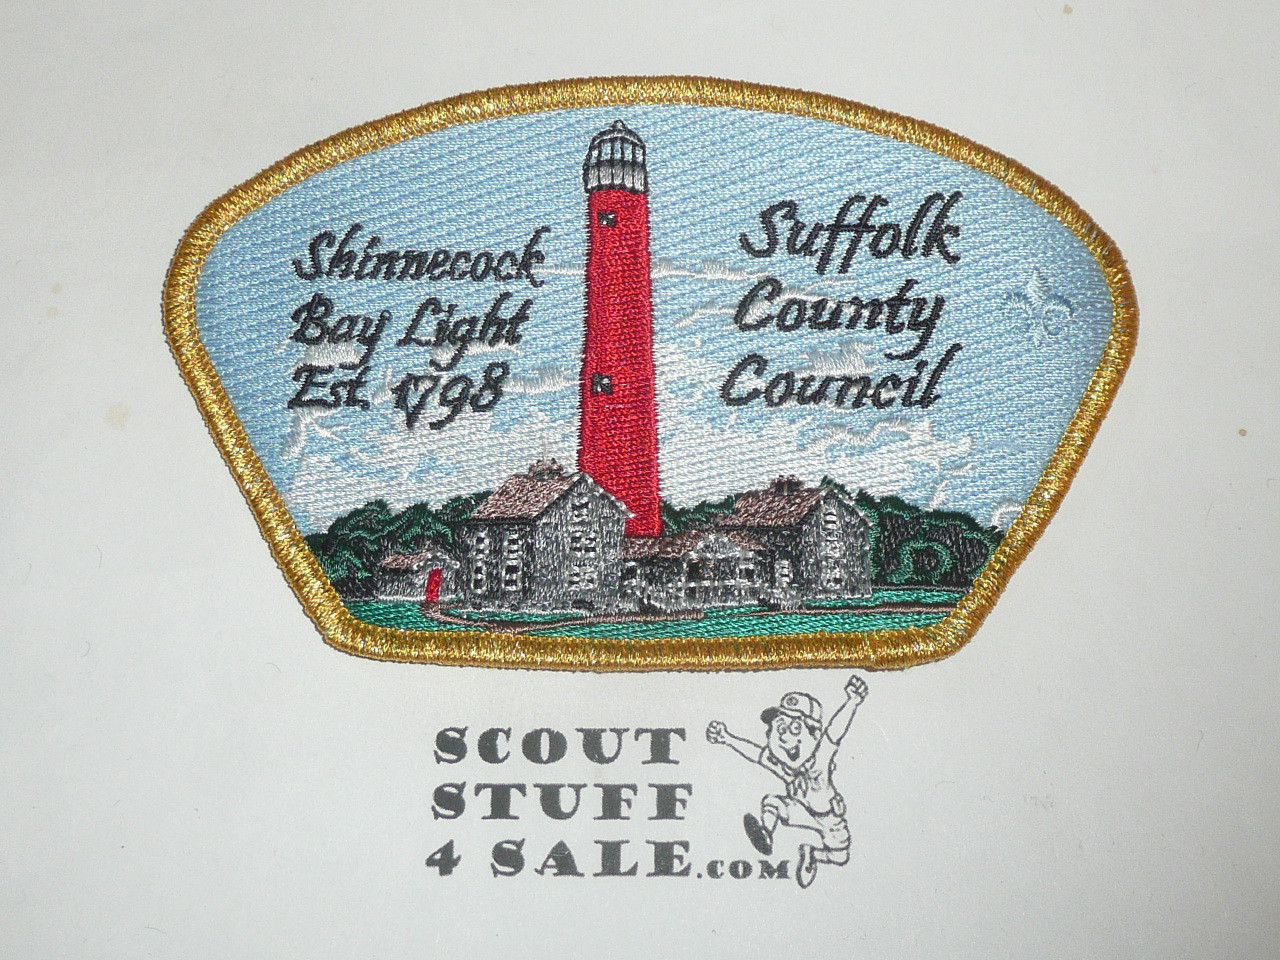 Shinnecock
Bay Light
Est. 1798
Suffolk
County
Council
SCOUT
STUFF
4 SALE.COM